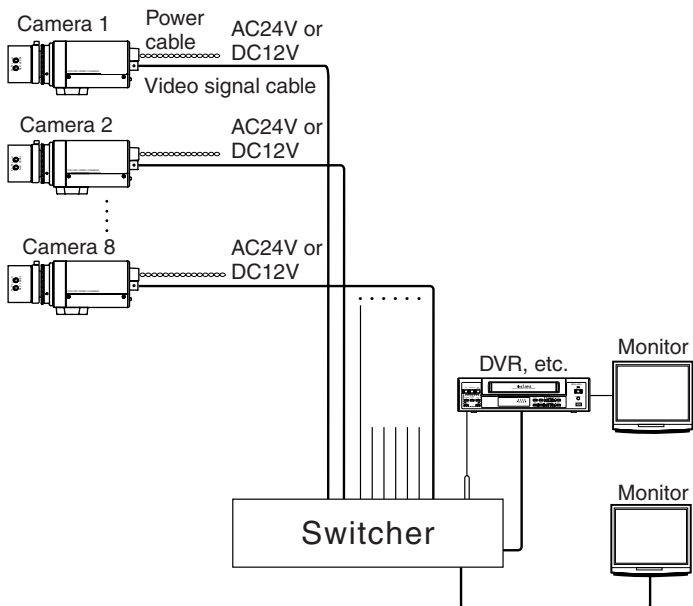 Camera 1
Power
cable
AC24V or
DC12V
Video signal cable
Camera 2
AC24V or
DC12V
Camera 8
AC24V or
DC12V
DVR, etc.
Monitor
Monitor
Switcher